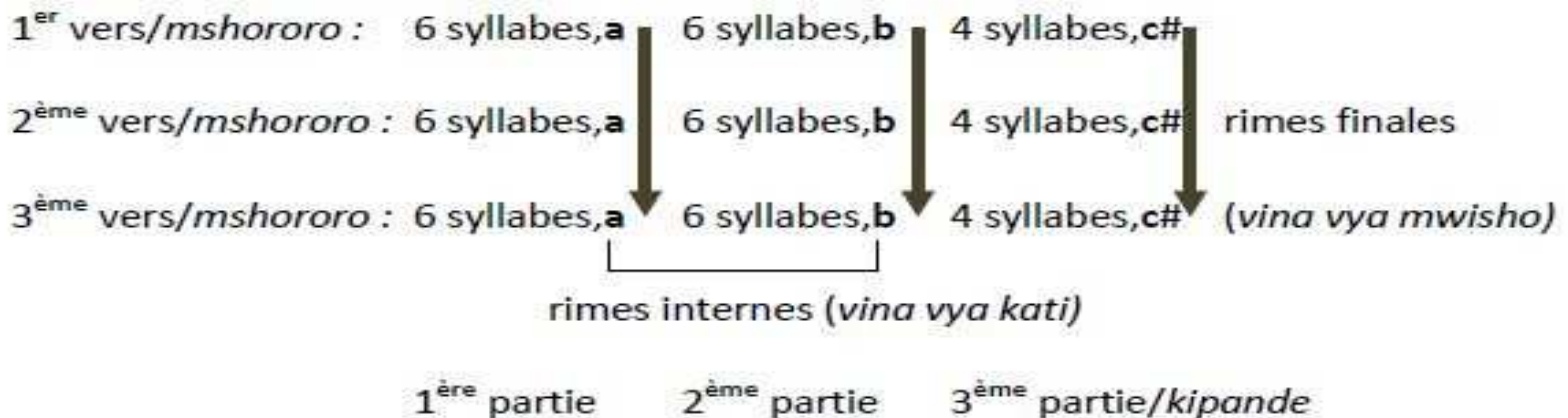 1er vers/mshororo : 6 syllabes,a 6 syllabes,b 4 syllabes,c#
2ème vers/mshororo : 6 syllabes,a 6 syllabes,b 4 syllabes,c# rimes finales
3ème vers/mshororo : 6 syllabes,a 6 syllabes,b 4 syllabes,c# (vina vya mwisho)
rimes internes (vina vya kati)
1ère partie 2ème partie 3ème partie/kipande